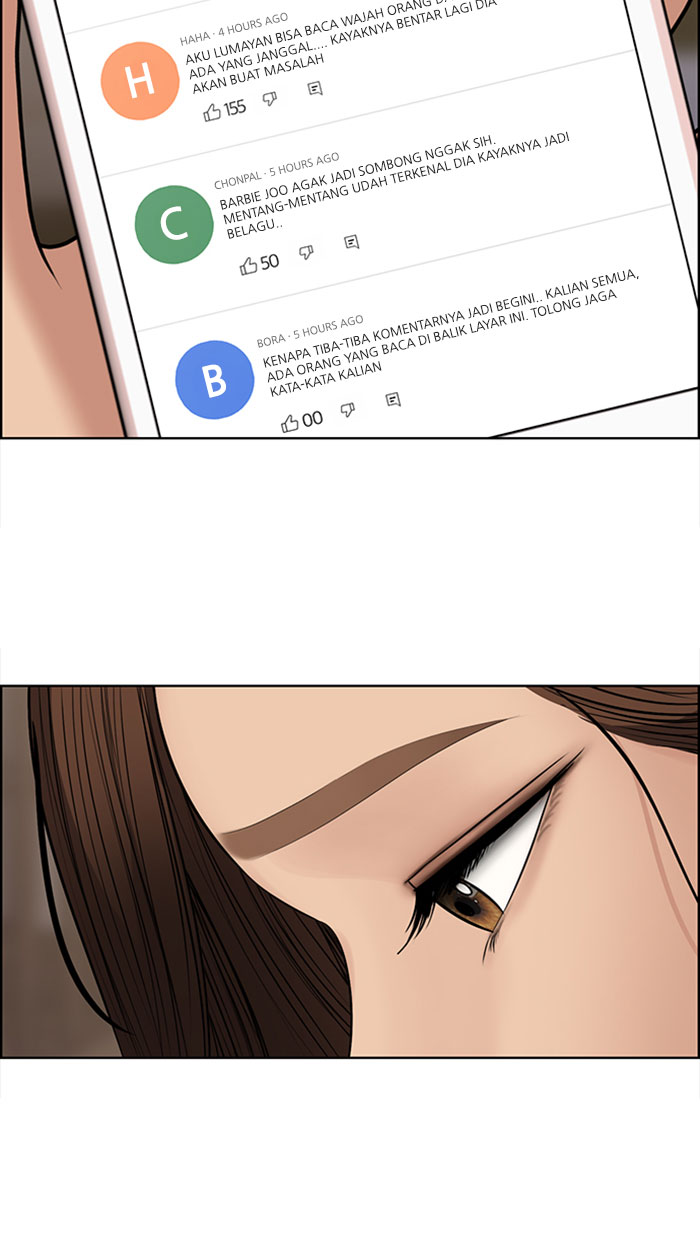 HAHA · 4 HOURS AGO
AKU LUMAYAN BISA BACA WAJAH ORANG
ADA YANG JANGGAL.... KAYAKNYA BENTAR LAGI DIA
AKAN BUAT MASALAH
155
H
CHONPAL · 5 HOURS AGO
BARBIE JOO AGAK JADI SOMBONG NGGAK SIH.
MENTANG-MENTANG UDAH TERKENAL DIA KAYAKNYA JADI
BELAGU..
50
C
BORA · 5 HOURS AGO
KENAPA TIBA-TIBA KOMENTARNYA JADI BEGINI.. KALIAN SEMUA,
ADA ORANG YANG BACA DI BALIK LAYAR INI. TOLONG JAGA
KATA-KATA KALIAN
00
B